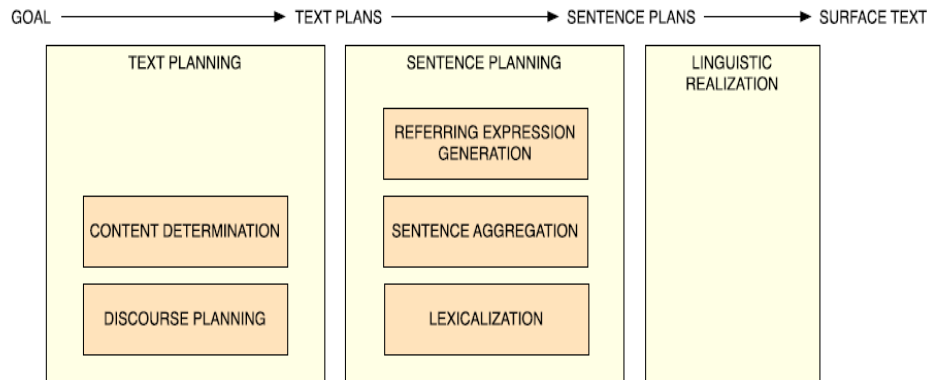 GOAL TEXT PLANS SENTENCE PLANS SURFACE TEXT
TEXT PLANNING
CONTENT DETERMINATION
DISCOURSE PLANNING
SENTENCE PLANNING
REFERRING EXPRESSION
GENERATION
SENTENCE AGGREGATION
LEXICALIZATION
LINGUISTIC
REALIZATION